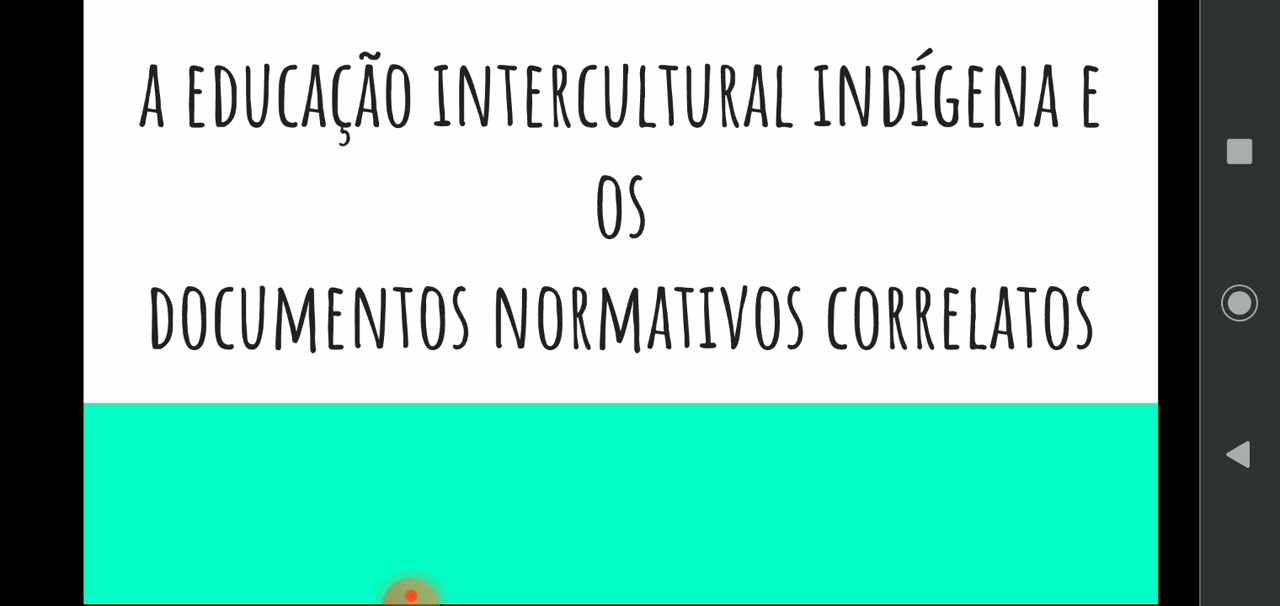 A EDUCAÇÃO INTERCULTURAL INDÍGENA E
OS
DOCUMENTOS NORMATIVOS CORRELATOS